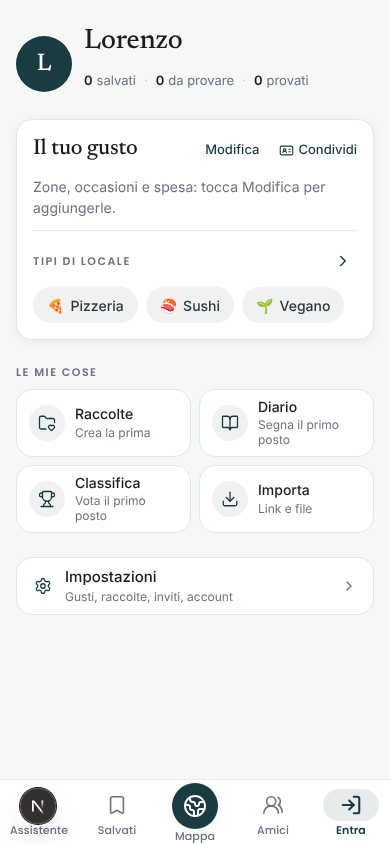 L
Lorenzo
0 salvati · 0 da provare · 0 provati
Il tuo gusto
Modifica
Condividi
Zone, occasioni e spesa: tocca Modifica per
aggiungerle.
TIPI DI LOCALE
🍕 Pizzeria
🍣 Sushi
🌱 Vegano
LE MIE COSE
Raccolte
Crea la prima
Diario
Segna il primo
posto
Classifica
Vota il primo
posto
Importa
Link e file
Impostazioni
Gusti, raccolte, inviti, account
N
Assistente
Salvati
Mappa
Amici
Entra